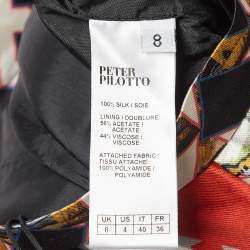 8
PETER
PILOTTO
100% SILK / SOIE
LINING / DOUBLURE
56% ACETATE /
ACETATE
44% VISCOSE /
VISCOSE
ATTACHED FABRIC /
TISSU ATTACHE
100% POLYAMIDE /
POLYAMIDE
UK US IT FR
8 4 40 36